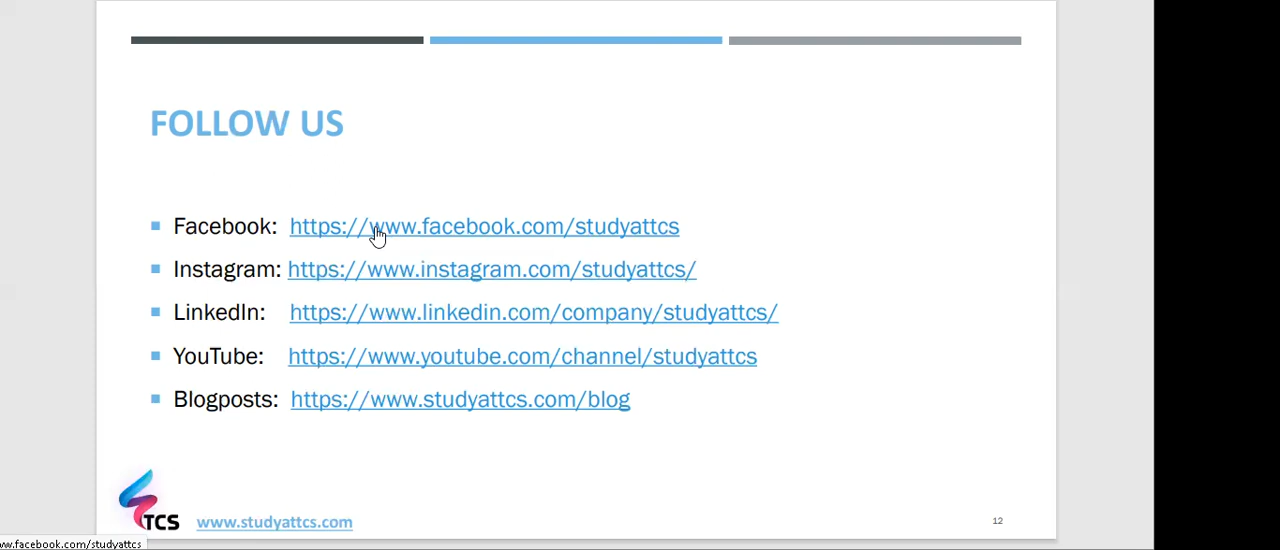 FOLLOW US
Facebook: https://www.facebook.com/studyattcs
Instagram: https://www.instagram.com/studyattcs/
LinkedIn: https://www.linkedin.com/company/studyattcs/
YouTube: https://www.youtube.com/channel/studyattcs
Blogposts: https://www.studyattcs.com/blog
TCS www.studyattcs.com 12
ww.facebook.com/studyattcs